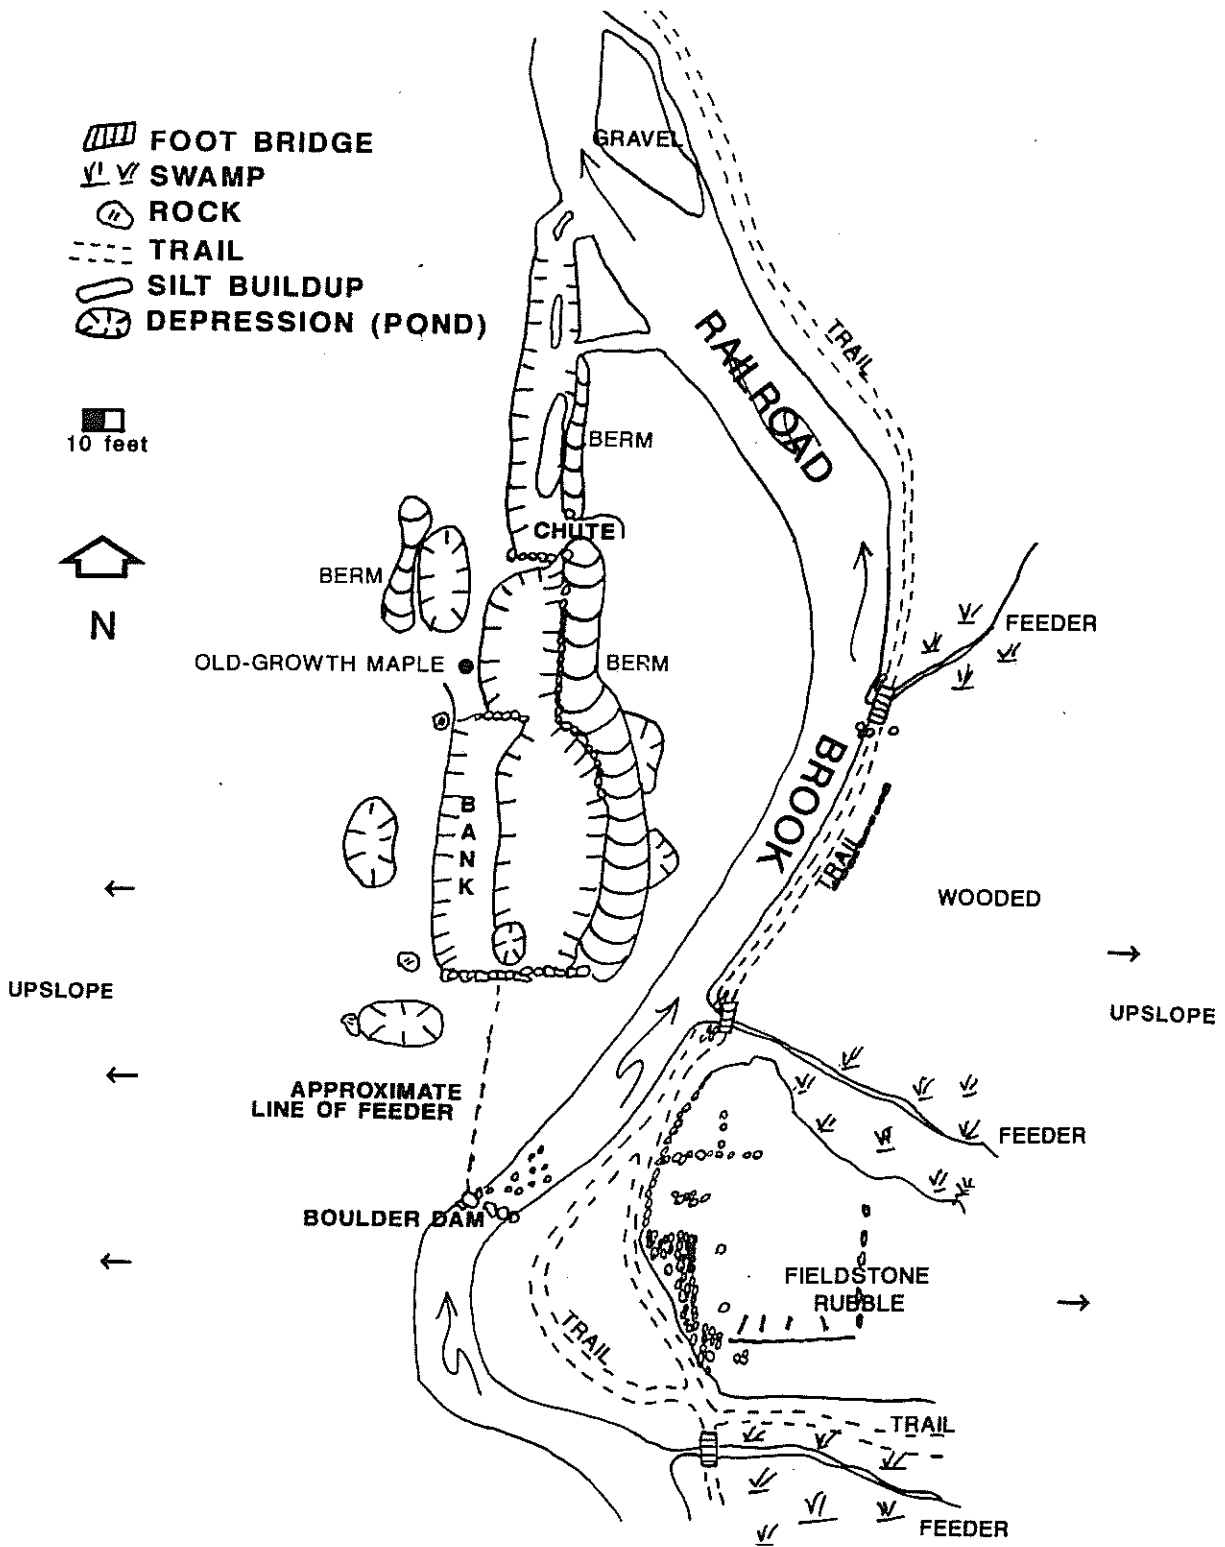 GRAVEL
FOOT BRIDGE
SWAMP
ROCK
TRAIL
SILT BUILDUP
DEPRESSION (POND)
10 feet
N
RAILROAD
TRAIL
BERM
CHUTE
BERM
FEEDER
OLD-GROWTH MAPLE
BERM
BROOK
BANK
TRAIL
WOODED
UPSLOPE
UPSLOPE
APPROXIMATE
LINE OF FEEDER
FEEDER
BOULDER DAM
FIELDSTONE
RUBBLE
TRAIL
TRAIL
FEEDER